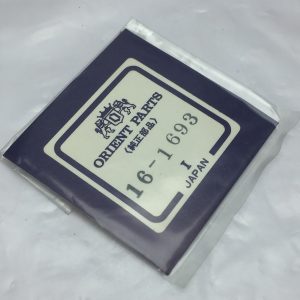 ORIENT PARTS
(純正部品)
16-1693
I
JAPAN